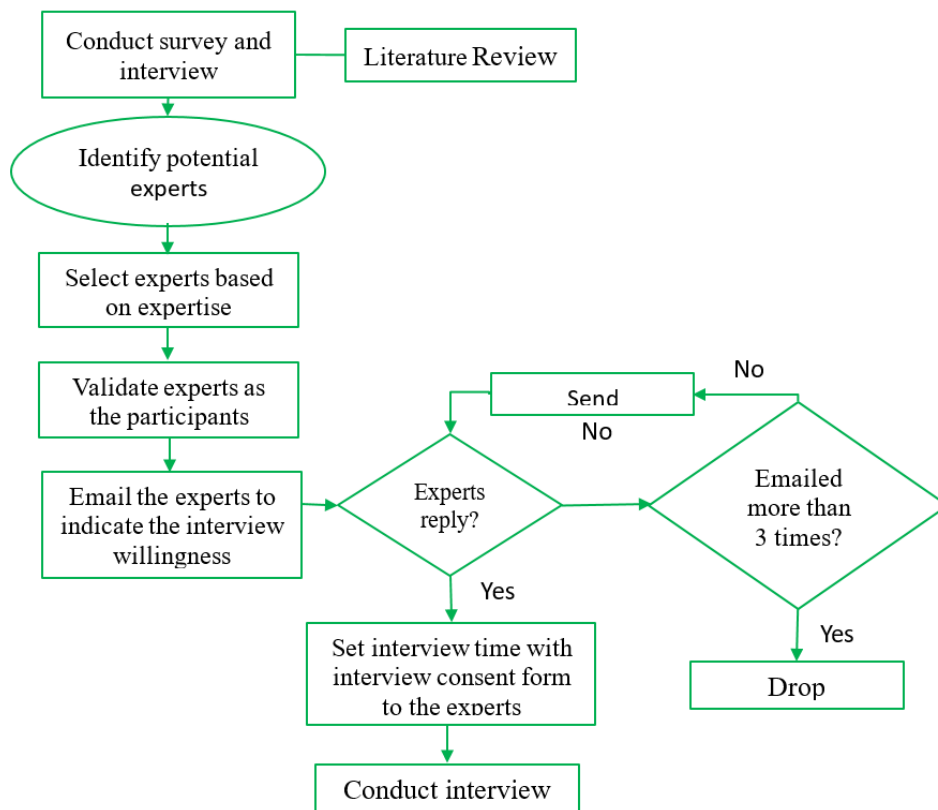 Conduct survey and
interview
Literature Review
Identify potential
experts
Select experts based
on expertise
Validate experts as
the participants
Email the experts to
indicate the interview
willingness
Experts
reply?
Send
No
No
Emailed
more than
3 times?
Yes
Set interview time with
interview consent form
to the experts
Yes
Drop
Conduct interview